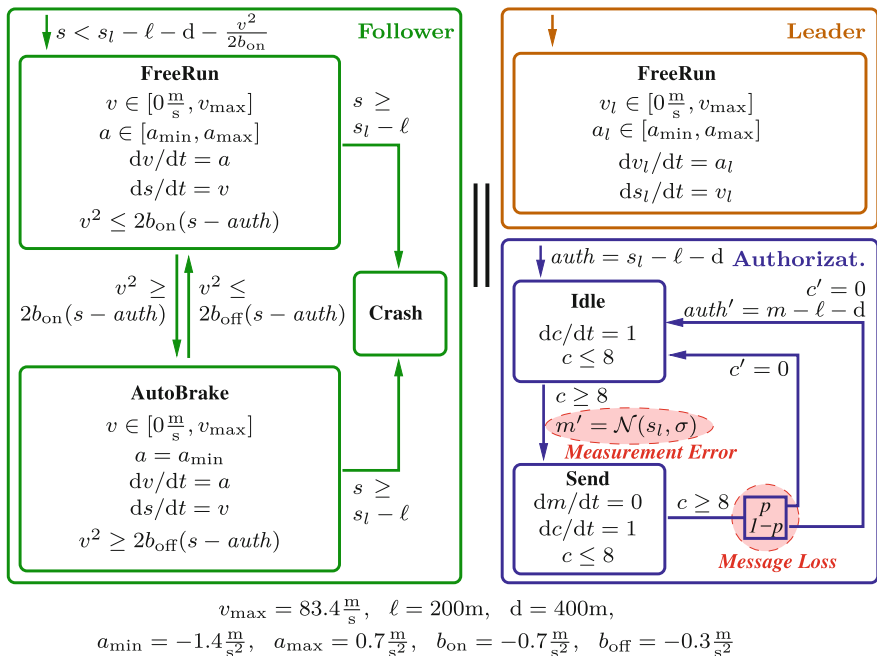 s < s_l − ℓ − d − v²/2b_on
Follower
FreeRun
v ∈ [0 m/s, v_max]
a ∈ [a_min, a_max]
dv/dt = a
ds/dt = v
v² ≤ 2b_on(s − auth)
s ≥
s_l − ℓ
v² ≥
2b_on(s − auth)
v² ≤
2b_off(s − auth)
Crash
AutoBrake
v ∈ [0 m/s, v_max]
a = a_min
dv/dt = a
ds/dt = v
v² ≥ 2b_off(s − auth)
s ≥
s_l − ℓ
Leader
FreeRun
v_l ∈ [0 m/s, v_max]
a_l ∈ [a_min, a_max]
dv_l/dt = a_l
ds_l/dt = v_l
auth = s_l − ℓ − d
Authorizat.
Idle
dc/dt = 1
c ≤ 8
c′ = 0
auth′ = m − ℓ − d
c′ = 0
c ≥ 8
m′ = 𝒩(s_l, σ)
Measurement Error
Send
dm/dt = 0
dc/dt = 1
c ≤ 8
c ≥ 8
p
1−p
Message Loss
v_max = 83.4 m/s, ℓ = 200m, d = 400m,
a_min = −1.4 m/s², a_max = 0.7 m/s², b_on = −0.7 m/s², b_off = −0.3 m/s²